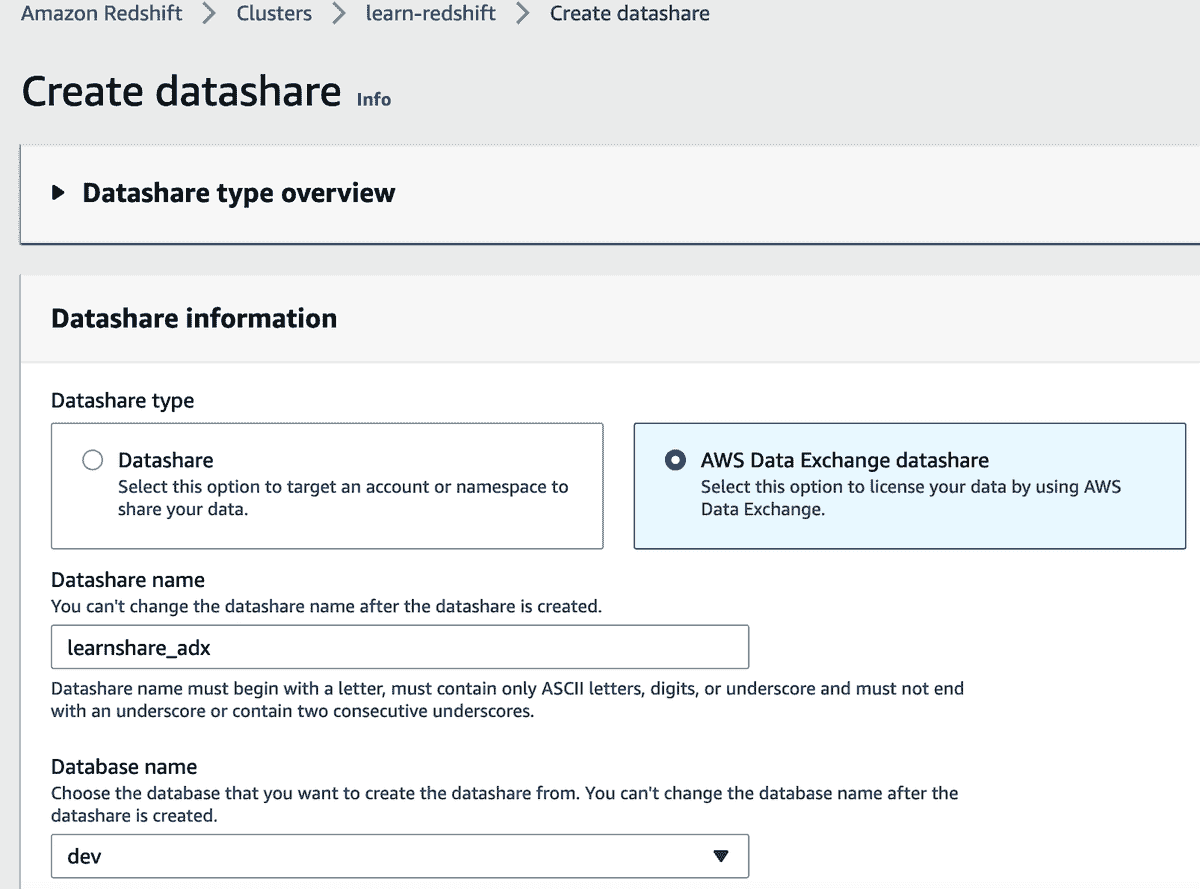 Amazon Redshift > Clusters > learn-redshift > Create datashare
Create datashare Info
Datashare type overview
Datashare information
Datashare type
Datashare
Select this option to target an account or namespace to
share your data.
AWS Data Exchange datashare
Select this option to license your data by using AWS
Data Exchange.
Datashare name
You can't change the datashare name after the datashare is created.
learnshare_adx
Datashare name must begin with a letter, must contain only ASCII letters, digits, or underscore and must not end
with an underscore or contain two consecutive underscores.
Database name
Choose the database that you want to create the datashare from. You can't change the database name after the
datashare is created.
dev